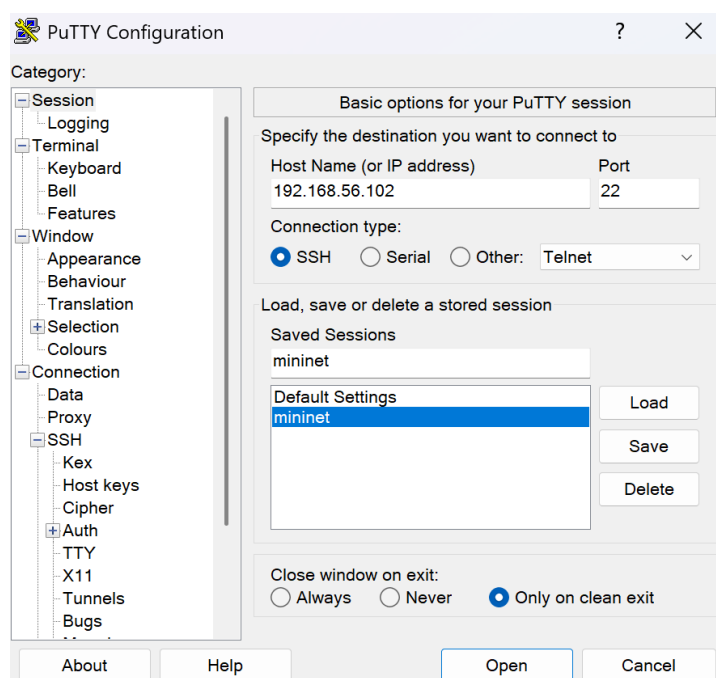 PuTTY Configuration
?
Category:
Session
Logging
Terminal
Keyboard
Bell
Features
Window
Appearance
Behaviour
Translation
Selection
Colours
Connection
Data
Proxy
SSH
Kex
Host keys
Cipher
Auth
TTY
X11
Tunnels
Bugs
Basic options for your PuTTY session
Specify the destination you want to connect to
Host Name (or IP address) Port
192.168.56.102 22
Connection type:
SSH Serial Other: Telnet
Load, save or delete a stored session
Saved Sessions
mininet
Default Settings
mininet
Load
Save
Delete
Close window on exit:
Always Never Only on clean exit
About Help Open Cancel